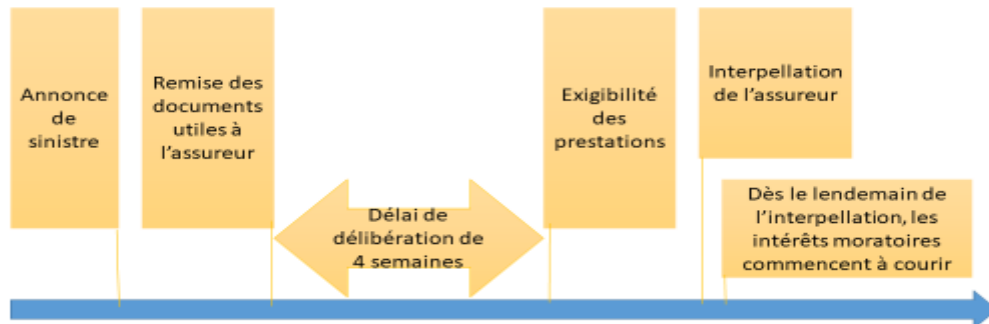 Annonce
de
sinistre
Remise des
documents
utiles à
l'assureur
Délai de
délibération de
4 semaines
Exigibilité
des
prestations
Interpellation
de l'assureur
Dès le lendemain de
l'interpellation, les
intérêts moratoires
commencent à courir